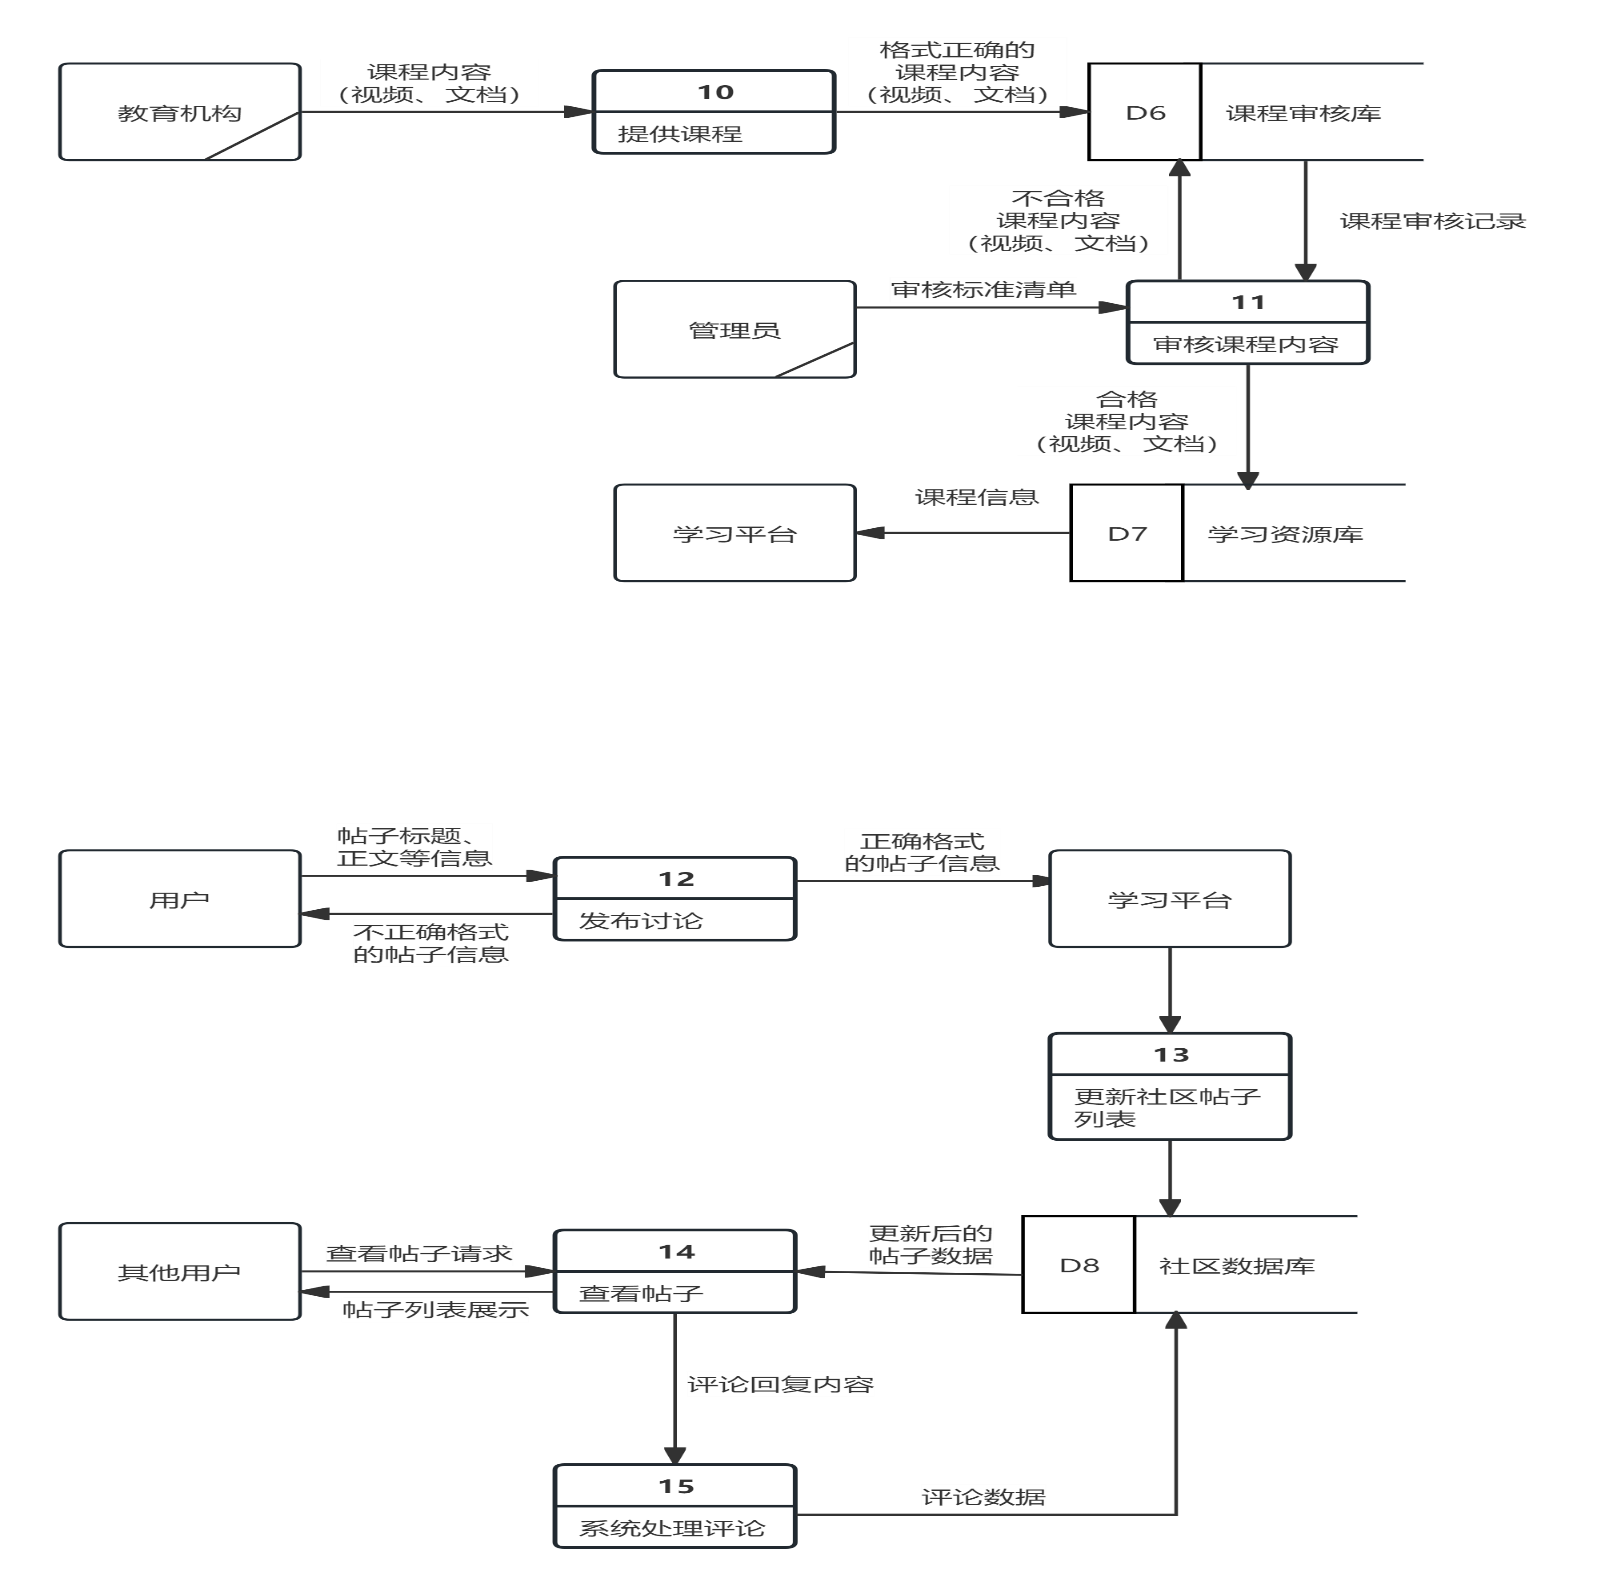 课程内容
（视频、文档）
格式正确的
课程内容
（视频、文档）
教育机构
10
提供课程
D6
课程审核库
不合格
课程内容
（视频、文档）
课程审核记录
审核标准清单
管理员
11
审核课程内容
合格
课程内容
（视频、文档）
课程信息
学习平台
D7
学习资源库
帖子标题、
正文等信息
正确格式
的帖子信息
用户
12
发布讨论
学习平台
不正确格式
的帖子信息
13
更新社区帖子
列表
更新后的
帖子数据
其他用户
查看帖子请求
14
查看帖子
D8
社区数据库
帖子列表展示
评论回复内容
15
系统处理评论
评论数据